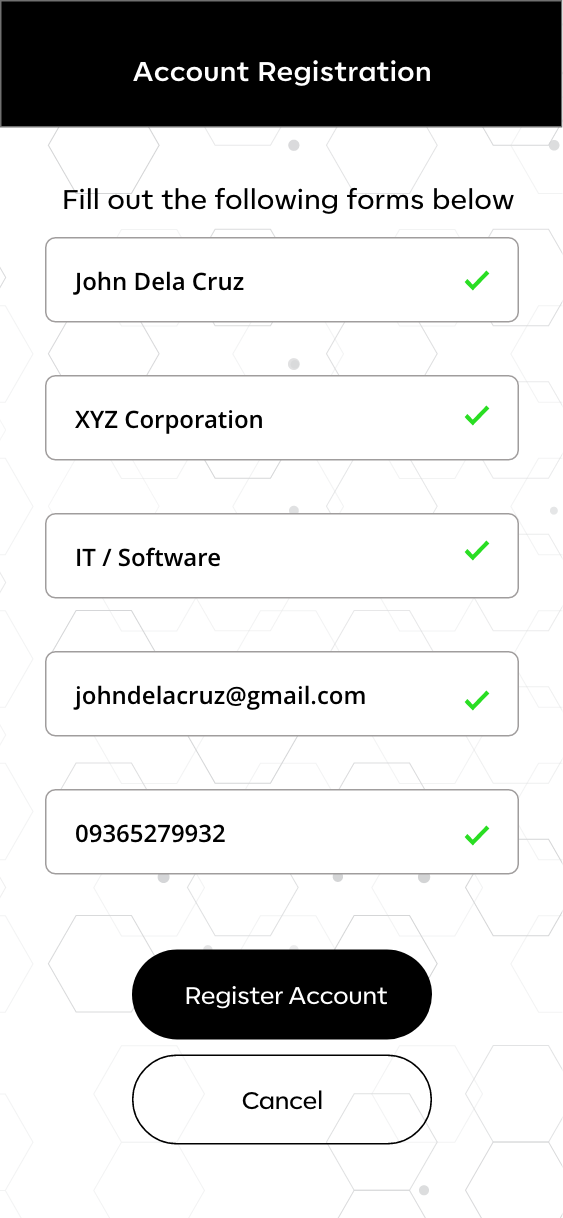 Account Registration
Fill out the following forms below
John Dela Cruz
XYZ Corporation
IT / Software
johndelacruz@gmail.com
09365279932
Register Account
Cancel